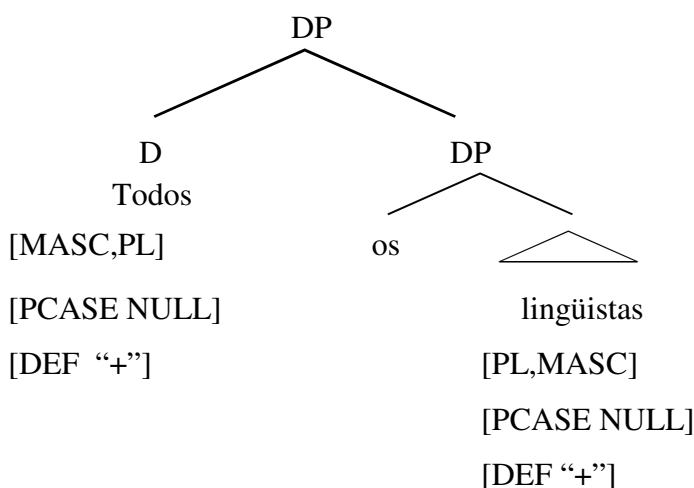 DP
D DP
Todos
[MASC,PL] os
[PCASE NULL] lingüistas
[DEF “+”] [PL,MASC]
[PCASE NULL]
[DEF “+”]